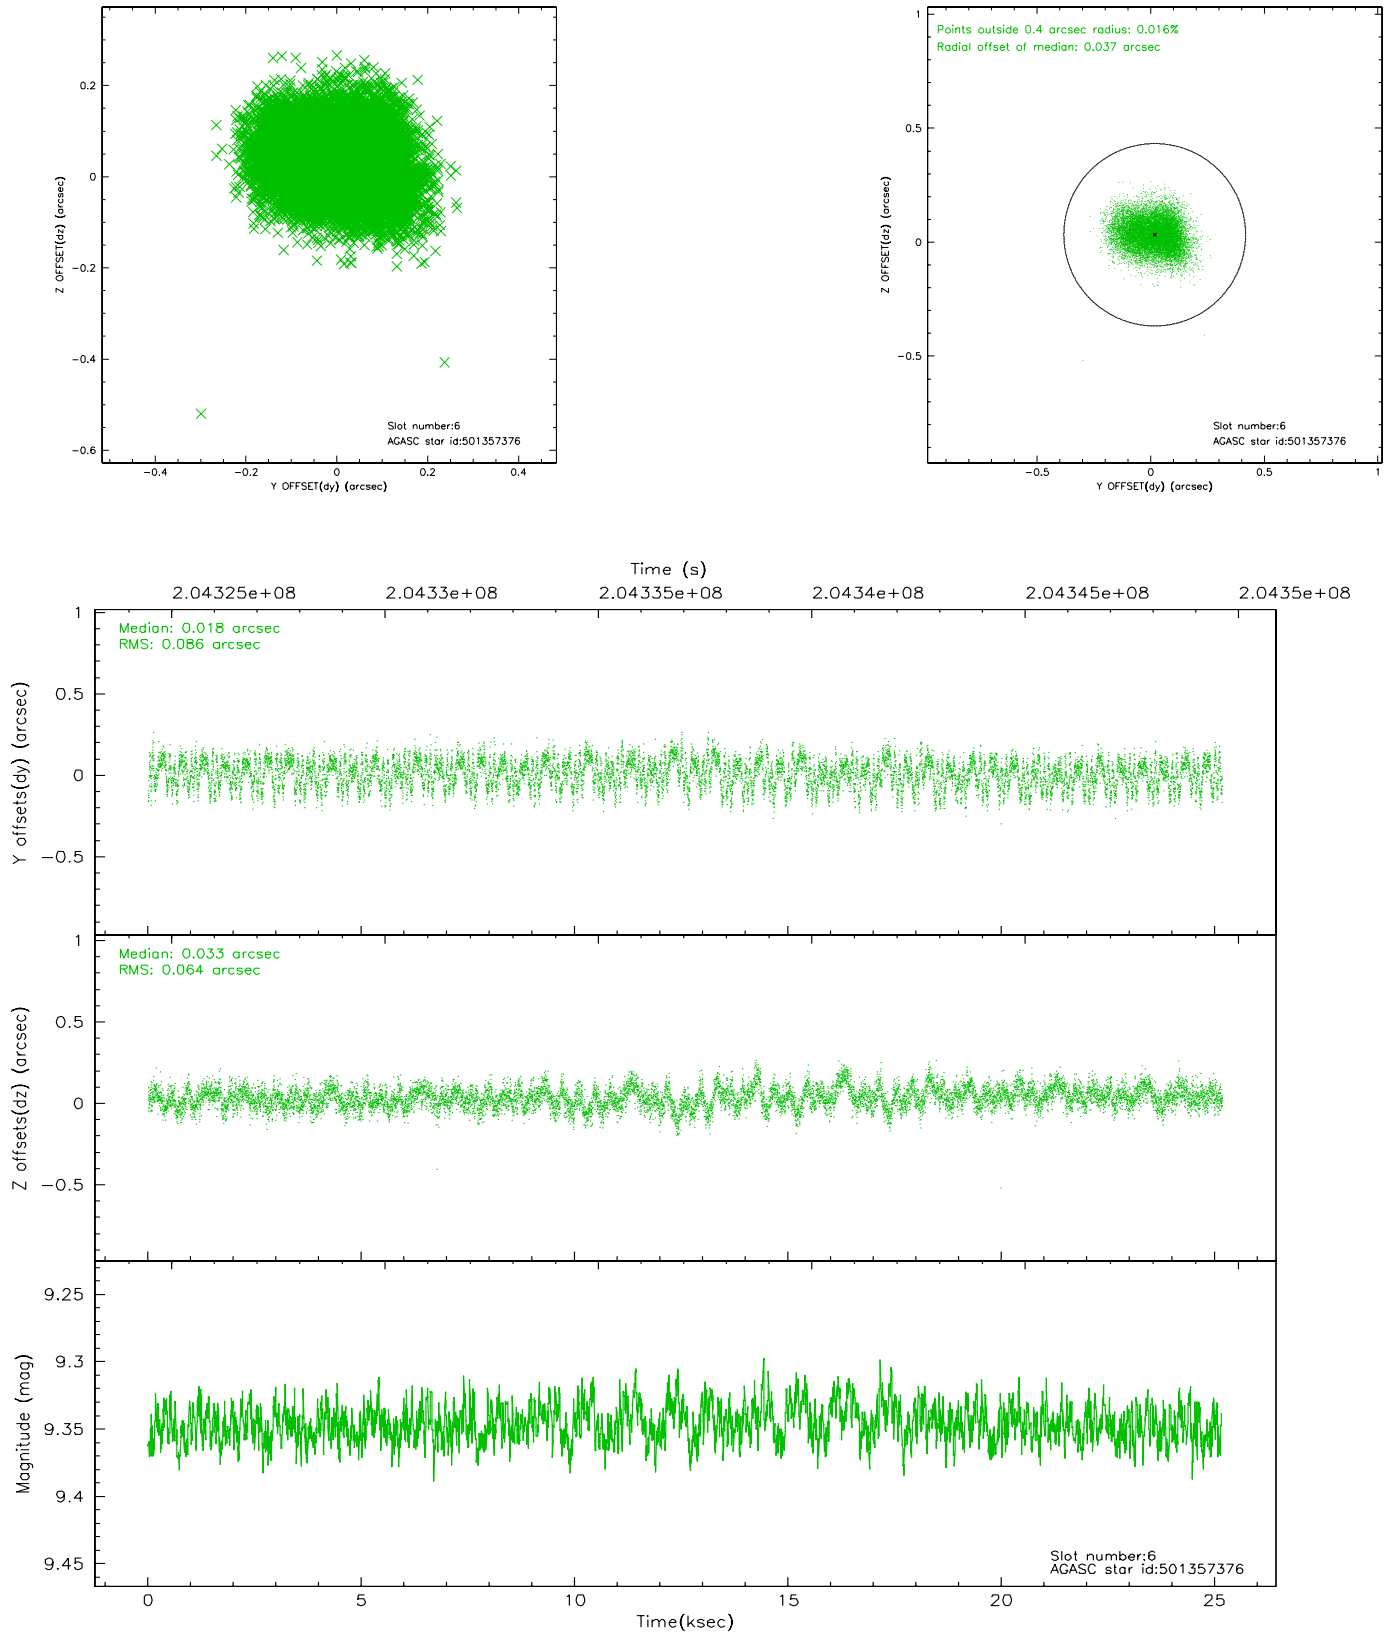 0.2
0
−0.2
−0.4
−0.6
Z OFFSET(dz) (arcsec)
Slot number:6
AGASC star id:501357376
−0.4 −0.2 0 0.2 0.4
Y OFFSET(dy) (arcsec)
Points outside 0.4 arcsec radius: 0.016%
Radial offset of median: 0.037 arcsec
1
0.5
0
−0.5
Z OFFSET(dz) (arcsec)
Slot number:6
AGASC star id:501357376
−0.5 0 0.5 1
Y OFFSET(dy) (arcsec)
Time (s)
2.04325e+08 2.0433e+08 2.04335e+08 2.0434e+08 2.04345e+08 2.0435e+08
Median: 0.018 arcsec
RMS: 0.086 arcsec
1
0.5
0
−0.5
Y offsets(dy) (arcsec)
Median: 0.033 arcsec
RMS: 0.064 arcsec
1
0.5
0
−0.5
Z offsets(dz) (arcsec)
9.25
9.3
9.35
9.4
9.45
Magnitude (mag)
Slot number:6
AGASC star id:501357376
0 5 10 15 20 25
Time(ksec)